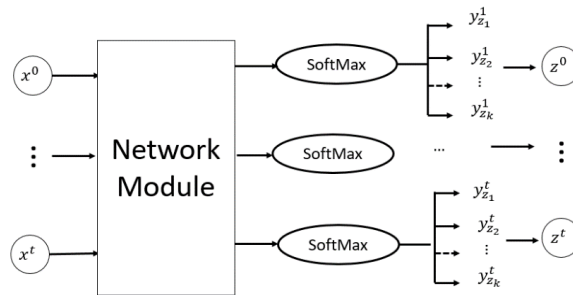 x^0
⋮
x^t
Network
Module
SoftMax
SoftMax
SoftMax
y^1_{z_1}
y^1_{z_2}
⋮
y^1_{z_k}
z^0
...
⋮
y^t_{z_1}
y^t_{z_2}
⋮
y^t_{z_k}
z^t